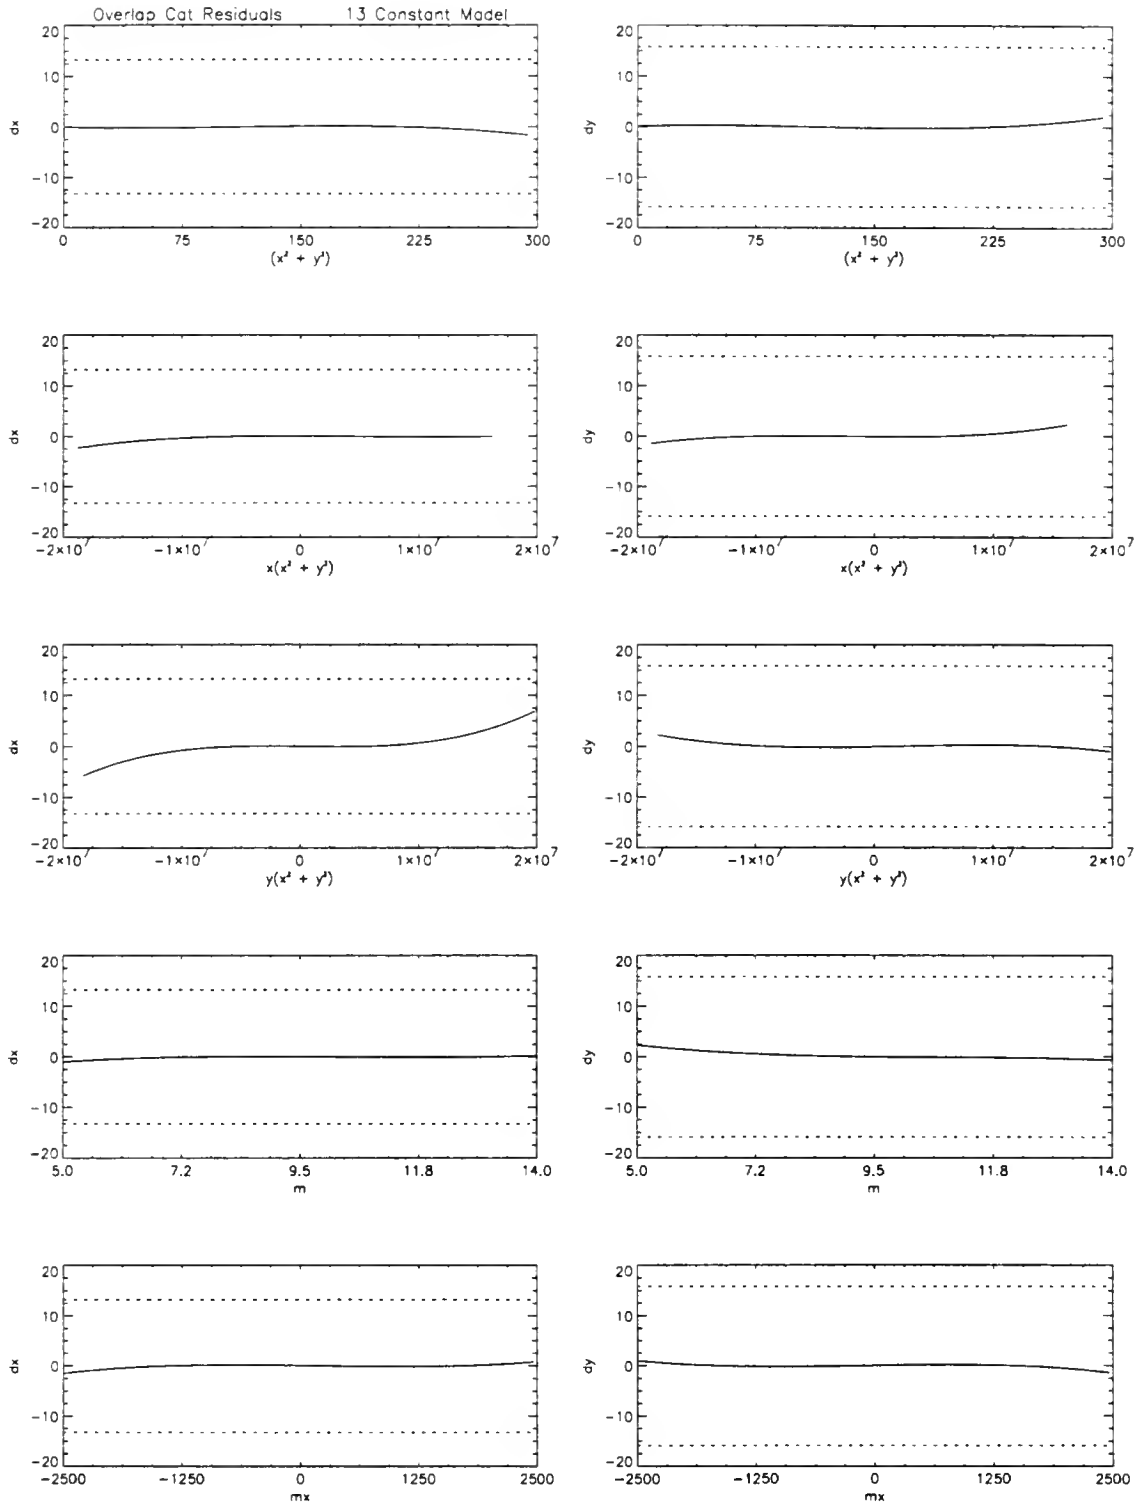 Overlap Cat Residuals 13 Constant Model
20
10
0
-10
-20
dx
0 75 150 225 300
(x² + y²)
20
10
0
-10
-20
dy
0 75 150 225 300
(x² + y²)
20
10
0
-10
-20
dx
-2×10⁷ -1×10⁷ 0 1×10⁷ 2×10⁷
x(x² + y²)
20
10
0
-10
-20
dy
-2×10⁷ -1×10⁷ 0 1×10⁷ 2×10⁷
x(x² + y²)
20
10
0
-10
-20
dx
-2×10⁷ -1×10⁷ 0 1×10⁷ 2×10⁷
y(x² + y²)
20
10
0
-10
-20
dy
-2×10⁷ -1×10⁷ 0 1×10⁷ 2×10⁷
y(x² + y²)
20
10
0
-10
-20
dx
5.0 7.2 9.5 11.8 14.0
m
20
10
0
-10
-20
dy
5.0 7.2 9.5 11.8 14.0
m
20
10
0
-10
-20
dx
-2500 -1250 0 1250 2500
mx
20
10
0
-10
-20
dy
-2500 -1250 0 1250 2500
mx